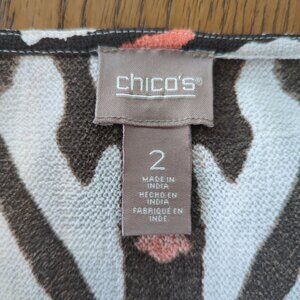 chico's®
2
MADE IN
INDIA
HECHO EN
INDIA
FABRIQUÉ EN
INDE